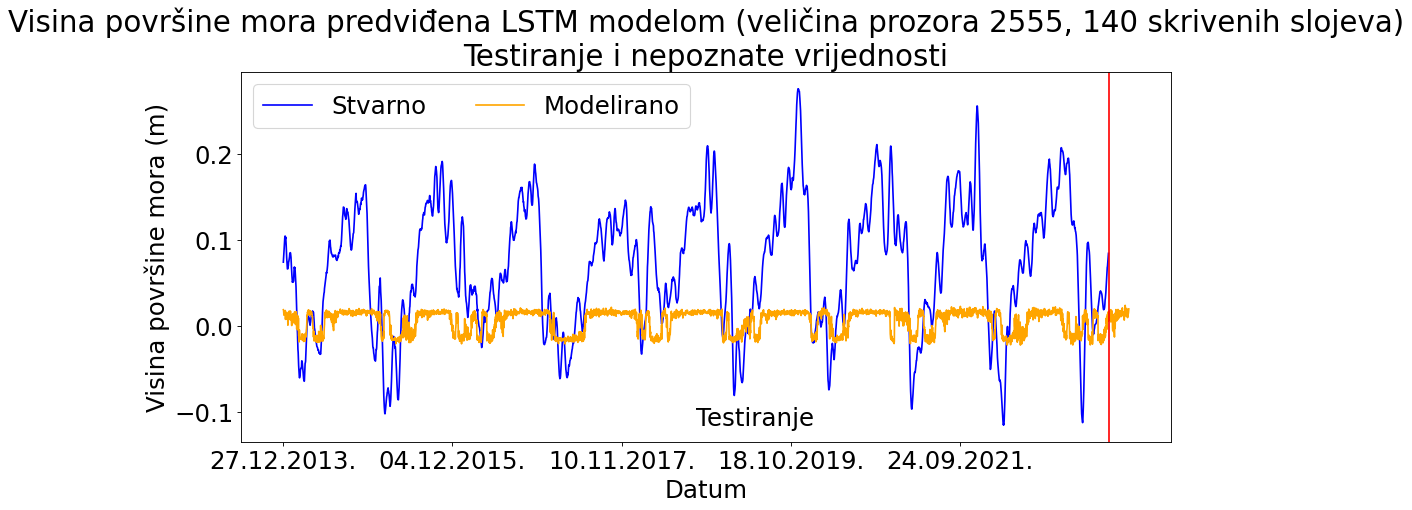 Visina površine mora predviđena LSTM modelom (veličina prozora 2555, 140 skrivenih slojeva)
Testiranje i nepoznate vrijednosti
Stvarno Modelirano
Visina površine mora (m)
0.2
0.1
0.0
−0.1
Testiranje
27.12.2013. 04.12.2015. 10.11.2017. 18.10.2019. 24.09.2021.
Datum